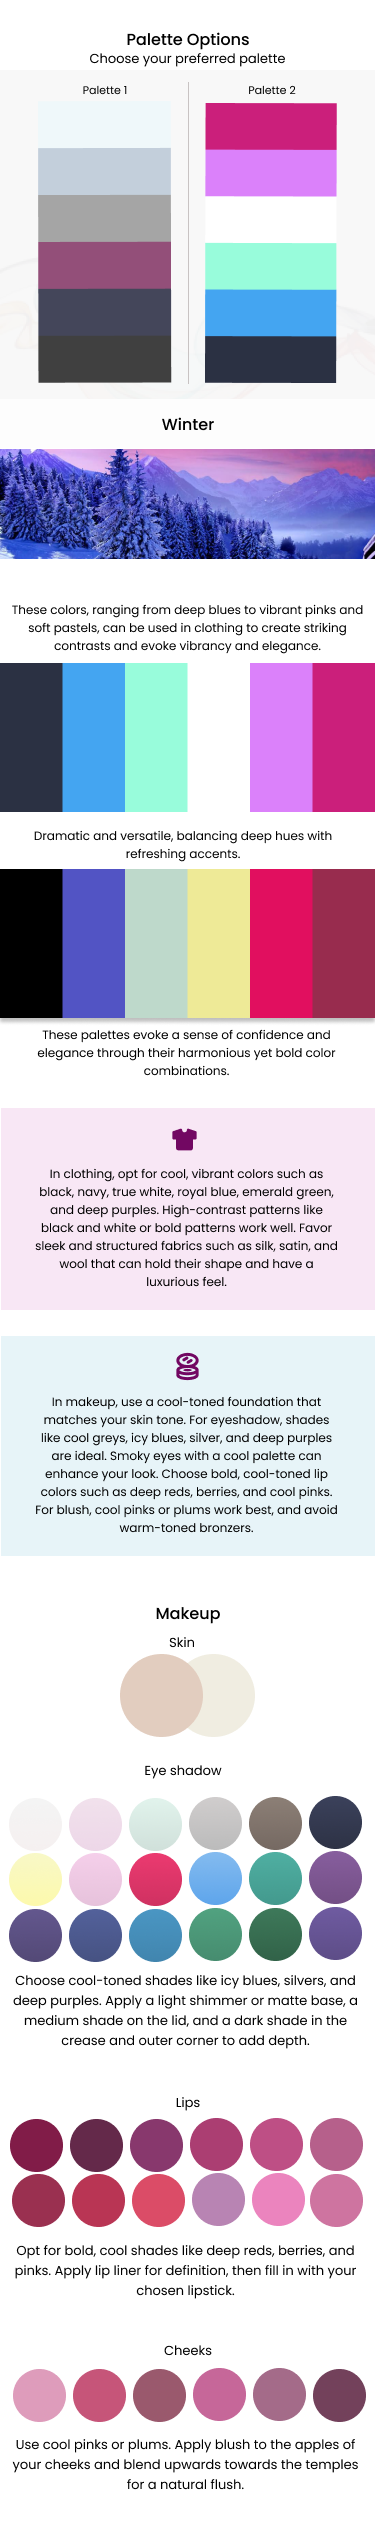 Palette Options
Choose your preferred palette
Palette 1
Palette 2
Winter
These colors, ranging from deep blues to vibrant pinks and
soft pastels, can be used in clothing to create striking
contrasts and evoke vibrancy and elegance.
Dramatic and versatile, balancing deep hues with
refreshing accents.
These palettes evoke a sense of confidence and
elegance through their harmonious yet bold color
combinations.
In clothing, opt for cool, vibrant colors such as
black, navy, true white, royal blue, emerald green,
and deep purples. High-contrast patterns like
black and white or bold patterns work well. Favor
sleek and structured fabrics such as silk, satin, and
wool that can hold their shape and have a
luxurious feel.
In makeup, use a cool-toned foundation that
matches your skin tone. For eyeshadow, shades
like cool greys, icy blues, silver, and deep purples
are ideal. Smoky eyes with a cool palette can
enhance your look. Choose bold, cool-toned lip
colors such as deep reds, berries, and cool pinks.
For blush, cool pinks or plums work best, and avoid
warm-toned bronzers.
Makeup
Skin
Eye shadow
Choose cool-toned shades like icy blues, silvers, and
deep purples. Apply a light shimmer or matte base, a
medium shade on the lid, and a dark shade in the
crease and outer corner to add depth.
Lips
Opt for bold, cool shades like deep reds, berries, and
pinks. Apply lip liner for definition, then fill in with your
chosen lipstick.
Cheeks
Use cool pinks or plums. Apply blush to the apples of
your cheeks and blend upwards towards the temples
for a natural flush.